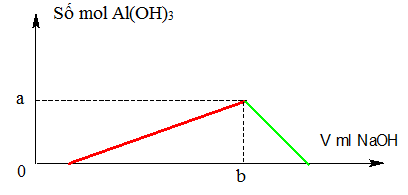 Số mol Al(OH)3
a
V ml NaOH
0
b